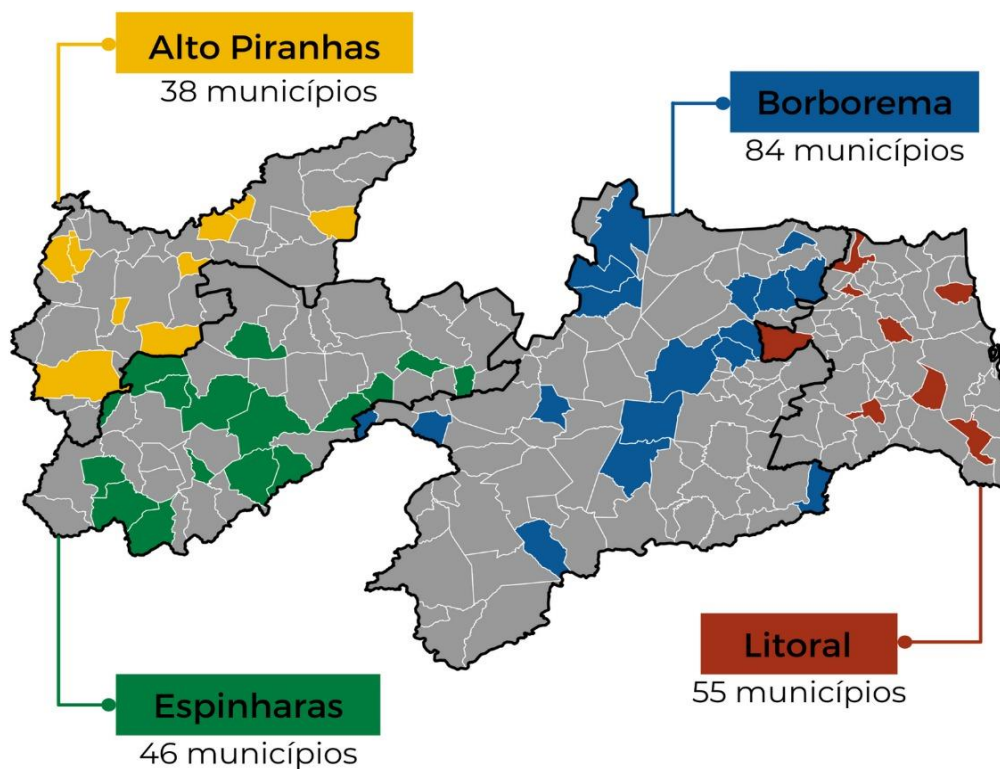 Alto Piranhas
38 municípios
Borborema
84 municípios
Litoral
55 municípios
Espinharas
46 municípios